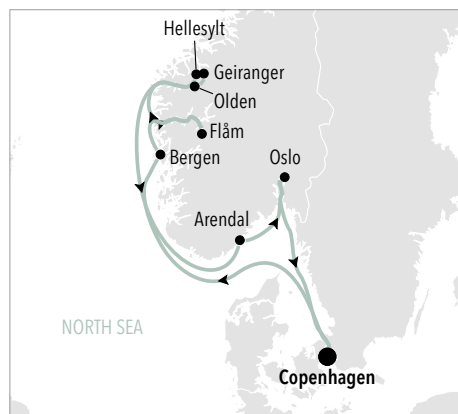 Hellesylt
Geiranger
Olden
Flåm
Bergen
Oslo
Arendal
NORTH SEA
Copenhagen